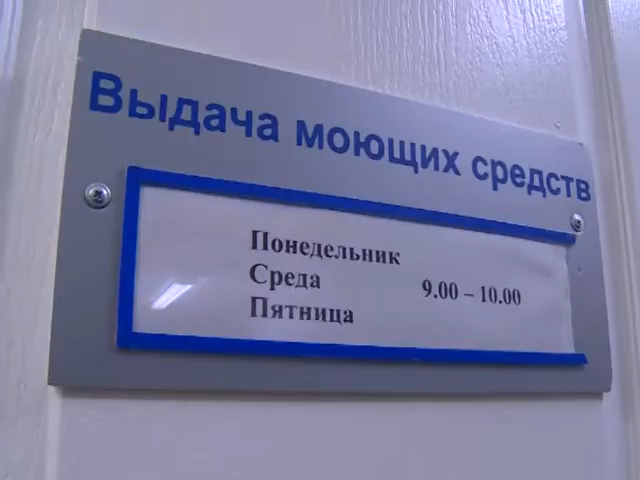 Выдача моющих средств
Понедельник
Среда
9.00 – 10.00
Пятница